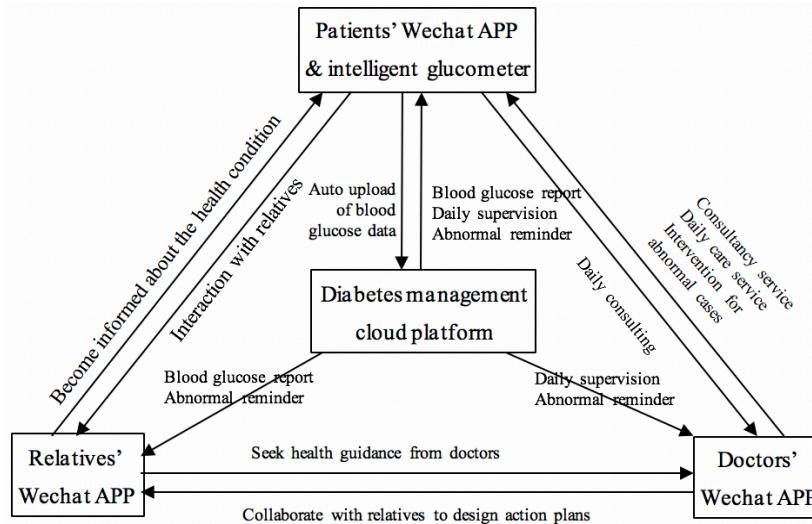 Patients' Wechat APP
& intelligent glucometer
Become informed about the health condition
Interaction with relatives
Auto upload
of blood
glucose data
Blood glucose report
Daily supervision
Abnormal reminder
Daily consulting
Consultancy service
Daily care service
Intervention for
abnormal cases
Diabetes management
cloud platform
Blood glucose report
Abnormal reminder
Daily supervision
Abnormal reminder
Relatives'
Wechat APP
Seek health guidance from doctors
Doctors'
Wechat APP
Collaborate with relatives to design action plans